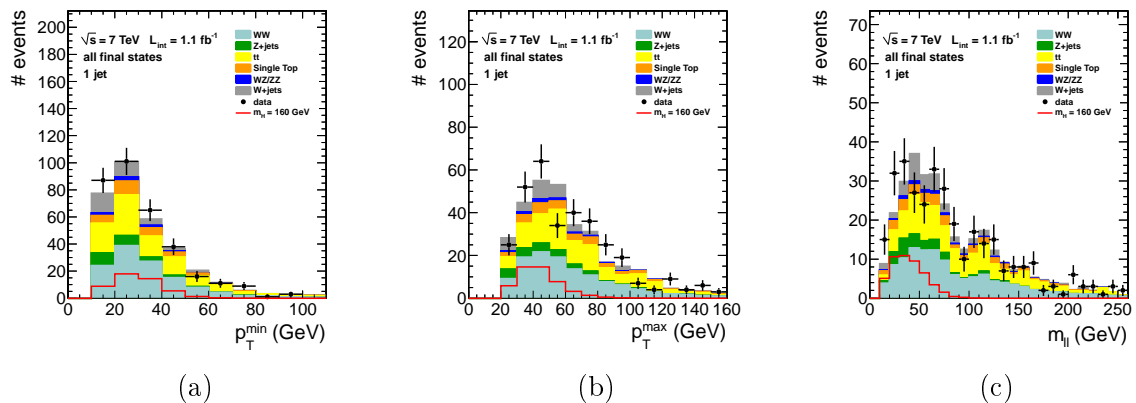 # events
200
180
160
140
120
100
80
60
40
20
0
√s = 7 TeV L_int = 1.1 fb⁻¹
all final states
1 jet
WW
Z+jets
tt
Single Top
WZ/ZZ
W+jets
data
m_H = 160 GeV
0 20 40 60 80 100
p_T^min (GeV)
(a)
# events
120
100
80
60
40
20
0
√s = 7 TeV L_int = 1.1 fb⁻¹
all final states
1 jet
WW
Z+jets
tt
Single Top
WZ/ZZ
W+jets
data
m_H = 160 GeV
0 20 40 60 80 100 120 140 160
p_T^max (GeV)
(b)
# events
70
60
50
40
30
20
10
0
√s = 7 TeV L_int = 1.1 fb⁻¹
all final states
1 jet
WW
Z+jets
tt
Single Top
WZ/ZZ
W+jets
data
m_H = 160 GeV
0 50 100 150 200 250
m_ll (GeV)
(c)